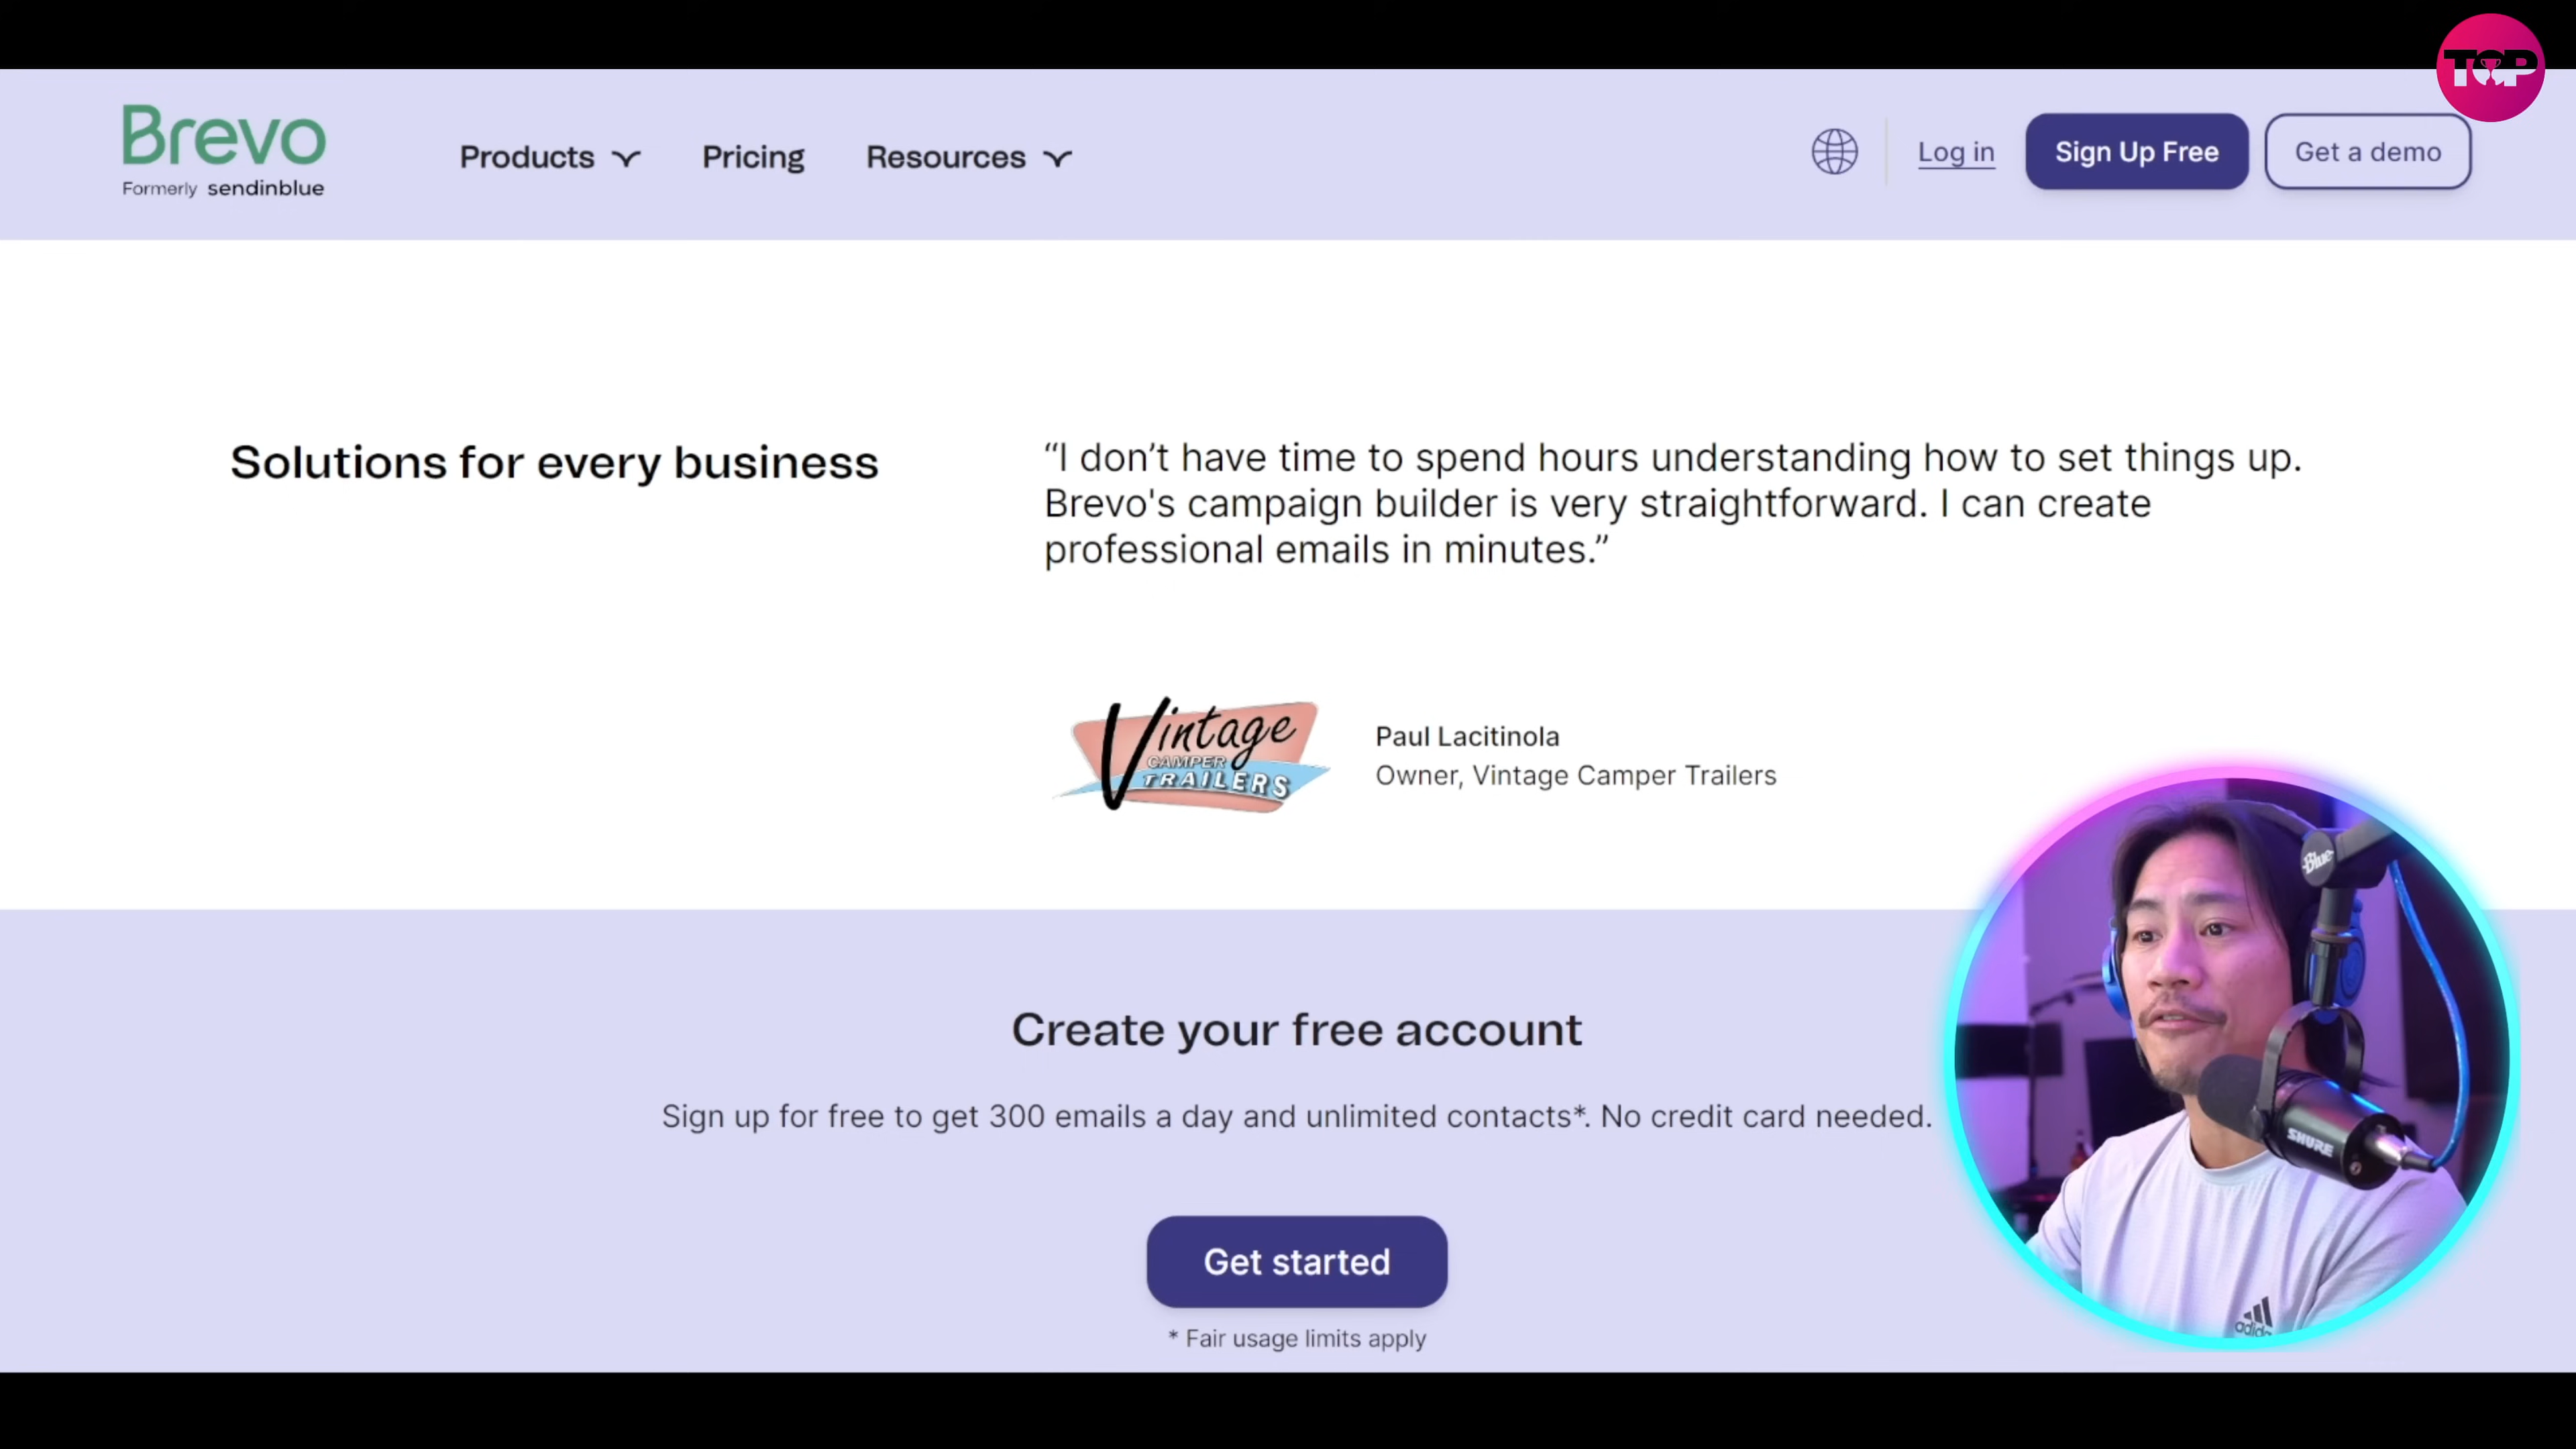 TOP
Brevo
Formerly sendinblue
Products
Pricing
Resources
Log in
Sign Up Free
Get a demo
Solutions for every business
“I don’t have time to spend hours understanding how to set things up.
Brevo's campaign builder is very straightforward. I can create
professional emails in minutes.”
Vintage
CAMPER
TRAILERS
Paul Lacitinola
Owner, Vintage Camper Trailers
Blue
SHURE
Create your free account
Sign up for free to get 300 emails a day and unlimited contacts*. No credit card needed.
Get started
* Fair usage limits apply